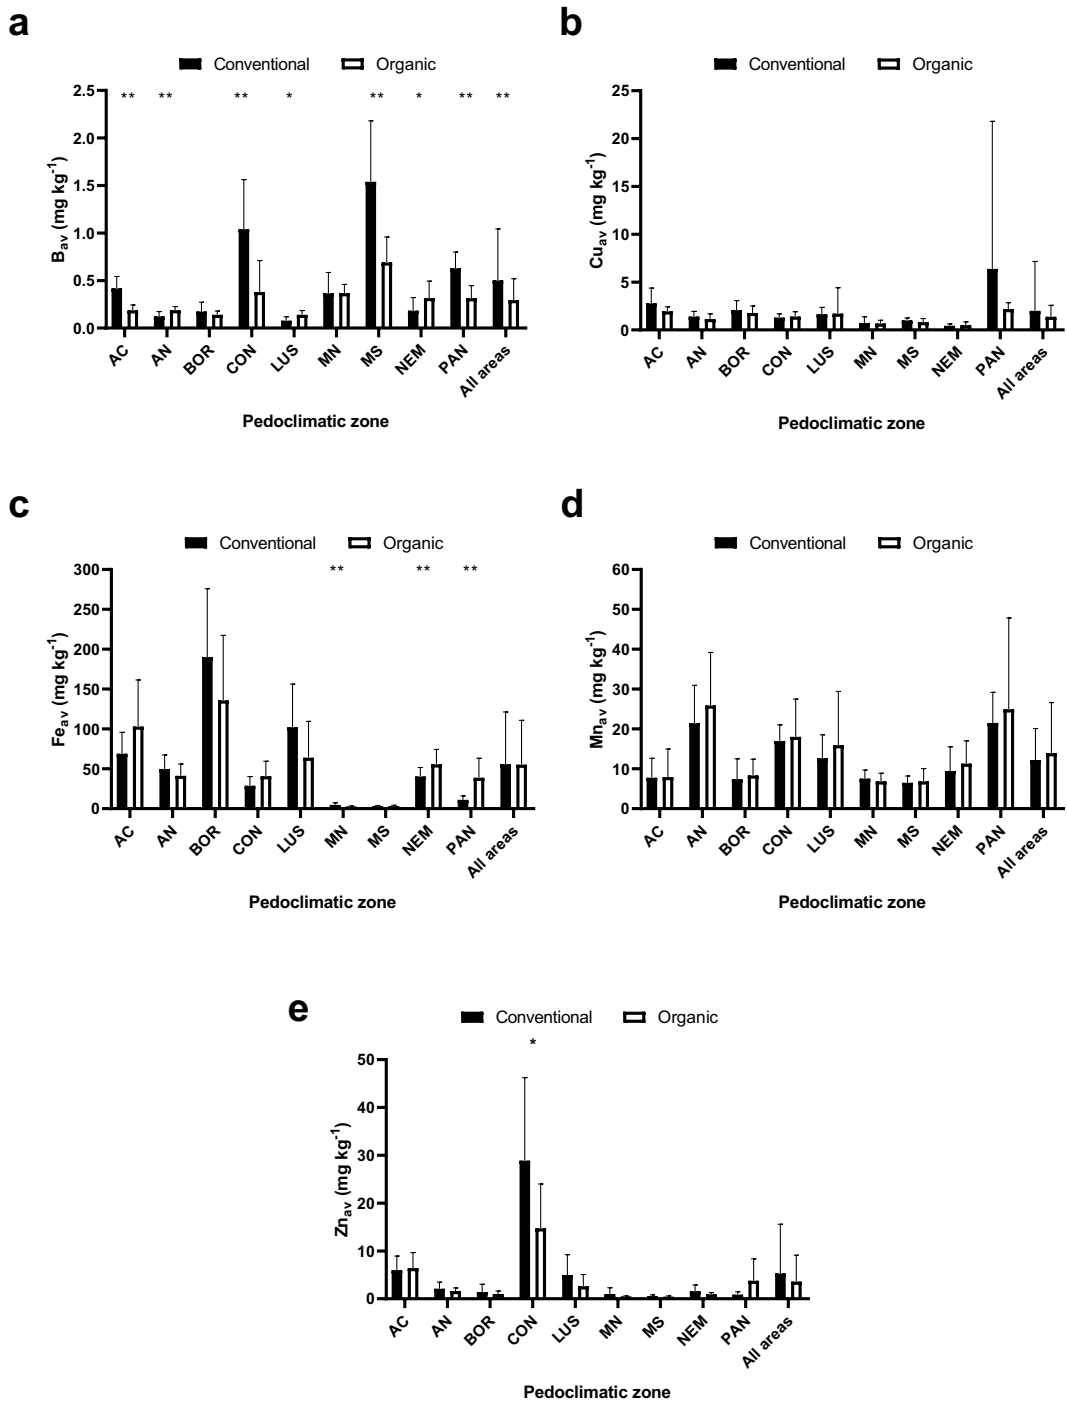 a
Conventional Organic
** ** ** * ** * ** **
2.5
2.0
1.5
1.0
0.5
0.0
Bav (mg kg-1)
AC AN BOR CON LUS MN MS NEM PAN All areas
Pedoclimatic zone
b
Conventional Organic
25
20
15
10
5
0
Cuav (mg kg-1)
AC AN BOR CON LUS MN MS NEM PAN All areas
Pedoclimatic zone
c
Conventional Organic
** ** **
300
250
200
150
100
50
0
Feav (mg kg-1)
AC AN BOR CON LUS MN MS NEM PAN All areas
Pedoclimatic zone
d
Conventional Organic
60
50
40
30
20
10
0
Mnav (mg kg-1)
AC AN BOR CON LUS MN MS NEM PAN All areas
Pedoclimatic zone
e
Conventional Organic
*
50
40
30
20
10
0
Znav (mg kg-1)
AC AN BOR CON LUS MN MS NEM PAN All areas
Pedoclimatic zone